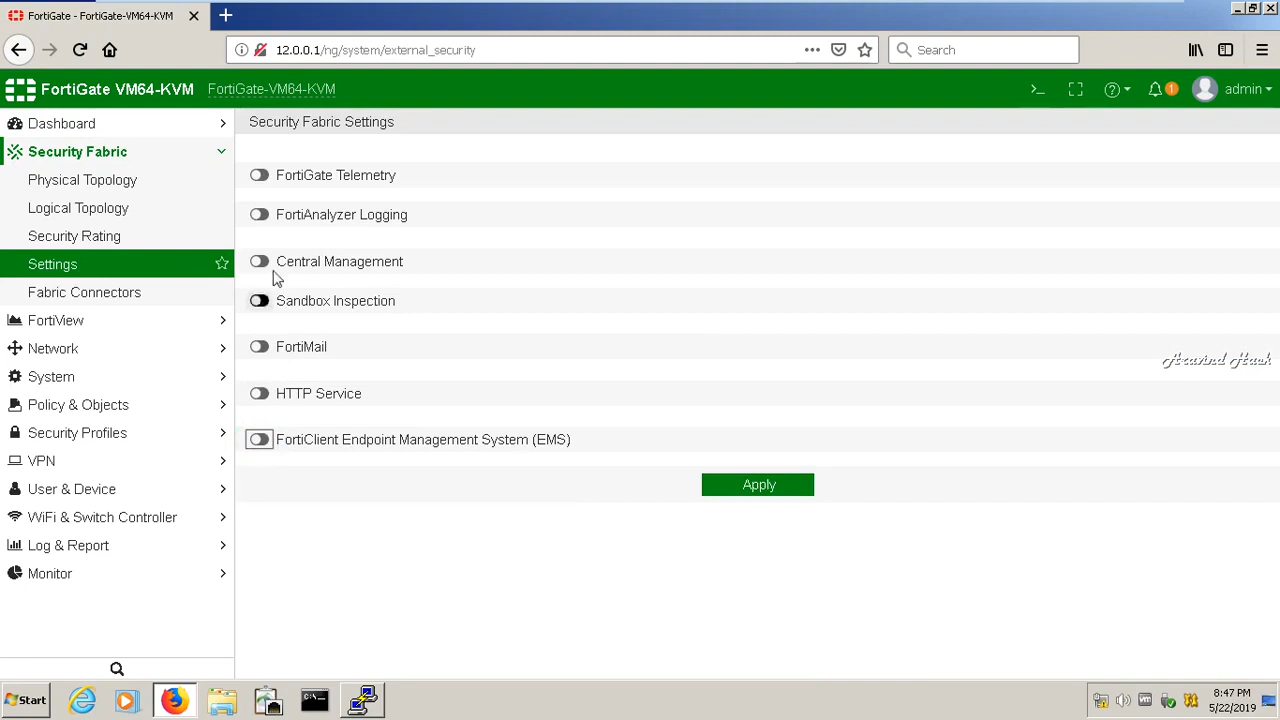 FortiGate - FortiGate-VM64-KVM
12.0.0.1/ng/system/external_security
Search
FortiGate VM64-KVM
FortiGate-VM64-KVM
1
admin
Dashboard
Security Fabric
Physical Topology
Logical Topology
Security Rating
Settings
Fabric Connectors
FortiView
Network
System
Policy & Objects
Security Profiles
VPN
User & Device
WiFi & Switch Controller
Log & Report
Monitor
Security Fabric Settings
FortiGate Telemetry
FortiAnalyzer Logging
Central Management
Sandbox Inspection
FortiMail
HTTP Service
FortiClient Endpoint Management System (EMS)
Apply
Aravind Hack
Start
8:47 PM
5/22/2019